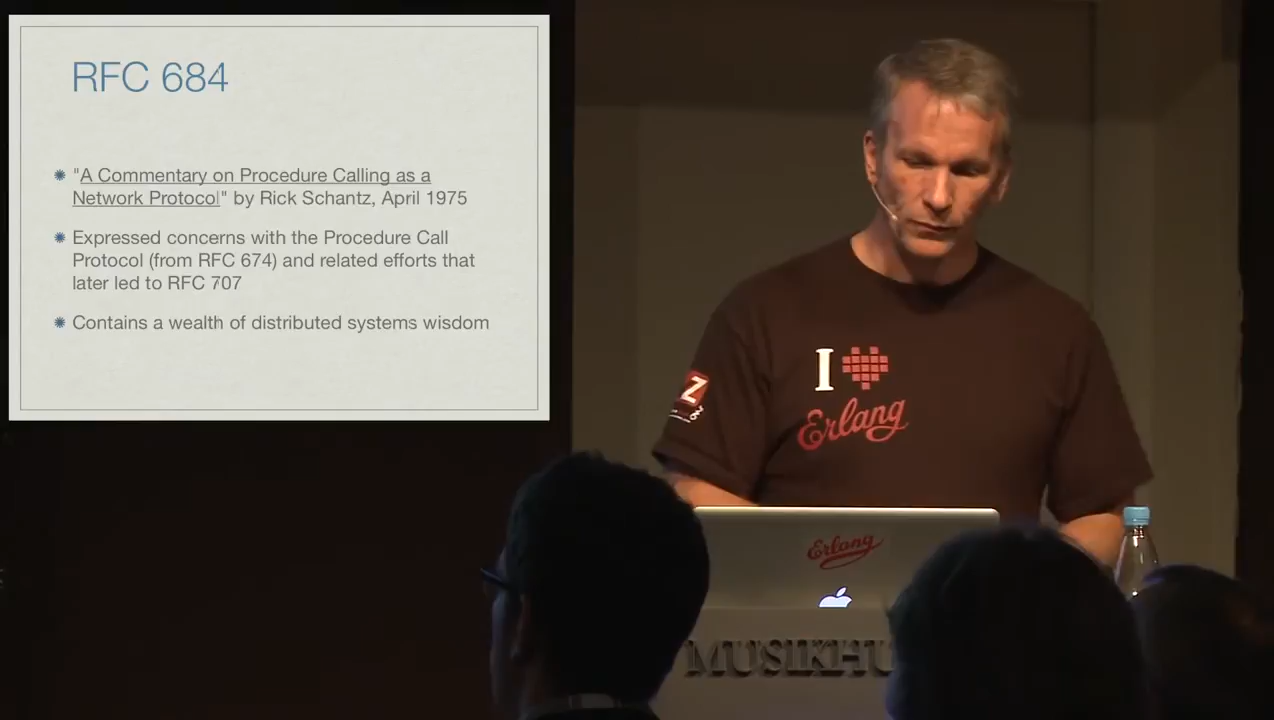 RFC 684
"A Commentary on Procedure Calling as a
Network Protocol" by Rick Schantz, April 1975
Expressed concerns with the Procedure Call
Protocol (from RFC 674) and related efforts that
later led to RFC 707
Contains a wealth of distributed systems wisdom
I
Erlang
Z
Erlang
MUSIKHU